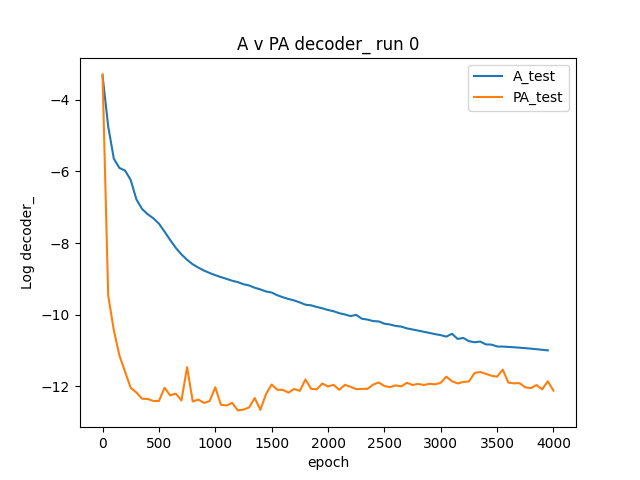 A v PA decoder_ run 0
A_test
PA_test
Log decoder_
−4
−6
−8
−10
−12
0 500 1000 1500 2000 2500 3000 3500 4000
epoch